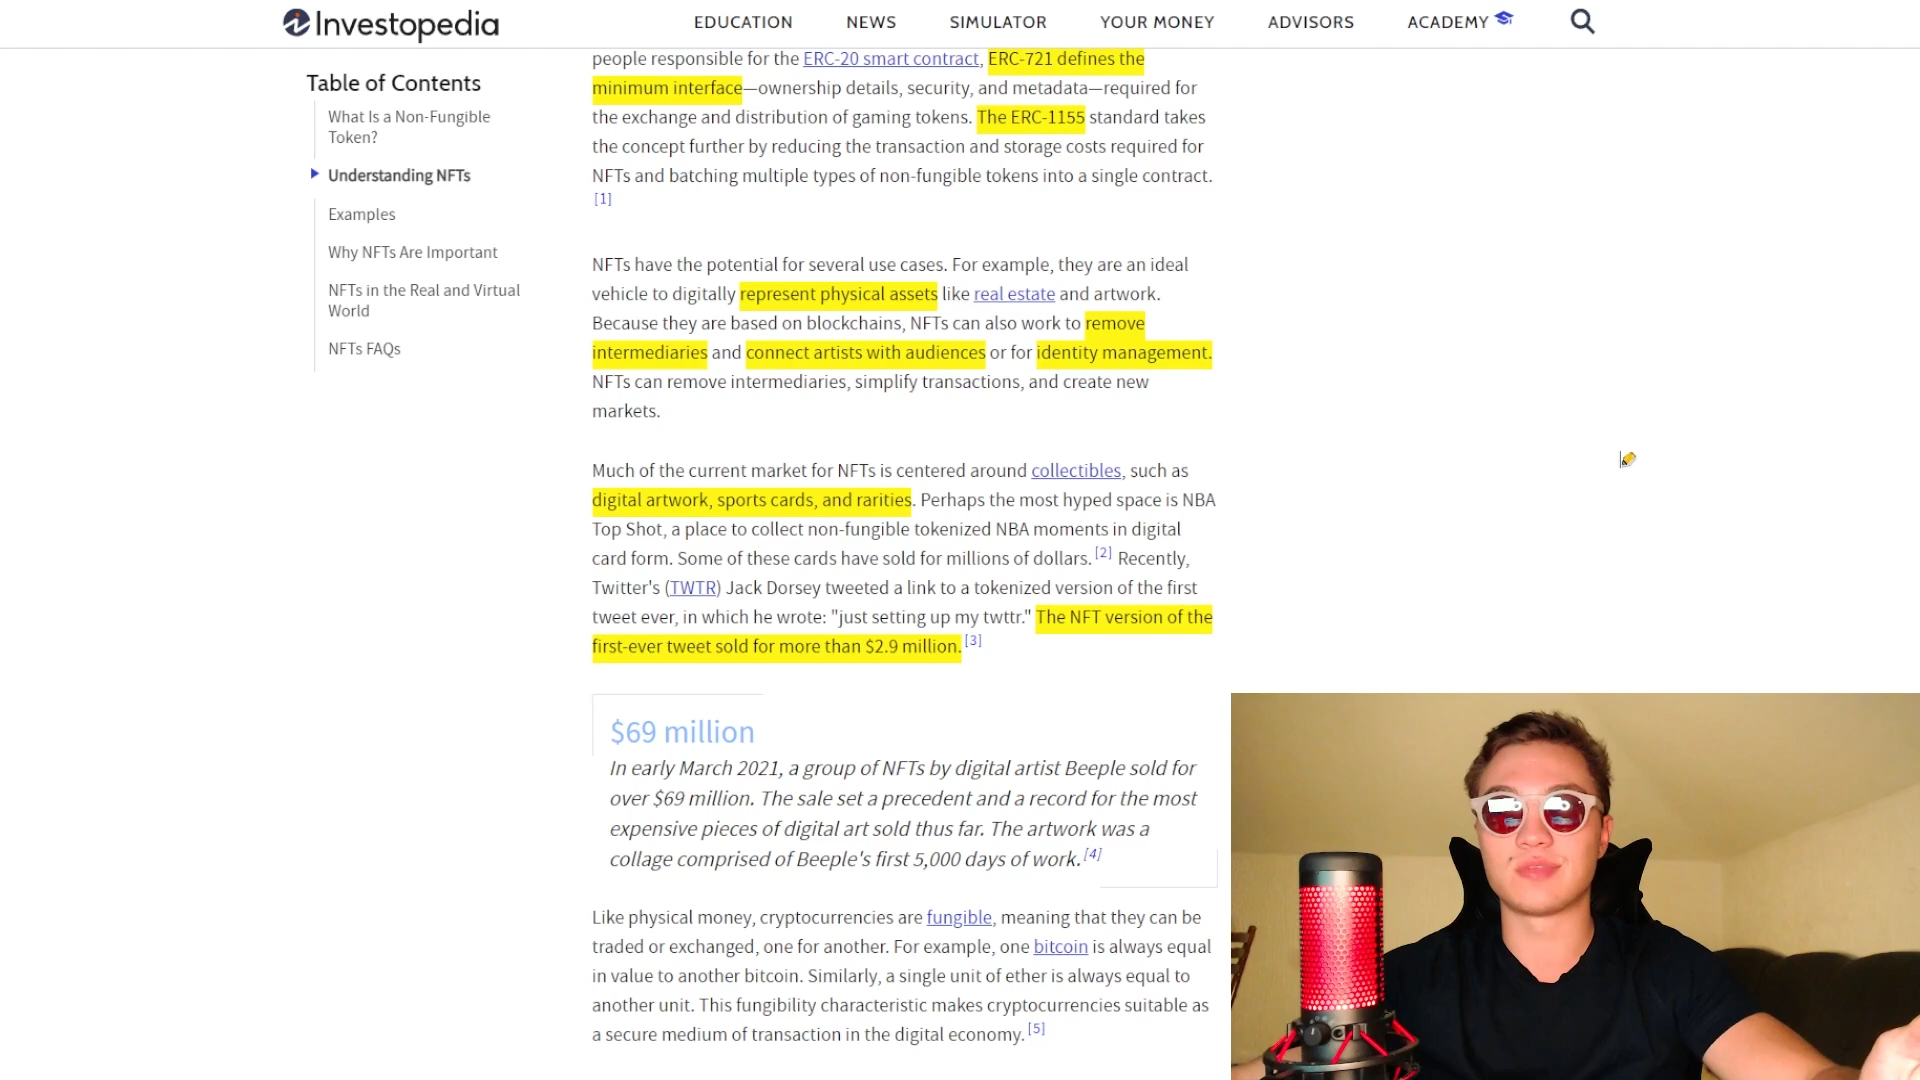 Investopedia
EDUCATION NEWS SIMULATOR YOUR MONEY ADVISORS ACADEMY
Table of Contents
What Is a Non-Fungible
Token?
Understanding NFTs
Examples
Why NFTs Are Important
NFTs in the Real and Virtual
World
NFTs FAQs
people responsible for the ERC-20 smart contract, ERC-721 defines the
minimum interface—ownership details, security, and metadata—required for
the exchange and distribution of gaming tokens. The ERC-1155 standard takes
the concept further by reducing the transaction and storage costs required for
NFTs and batching multiple types of non-fungible tokens into a single contract.
[1]
NFTs have the potential for several use cases. For example, they are an ideal
vehicle to digitally represent physical assets like real estate and artwork.
Because they are based on blockchains, NFTs can also work to remove
intermediaries and connect artists with audiences or for identity management.
NFTs can remove intermediaries, simplify transactions, and create new
markets.
Much of the current market for NFTs is centered around collectibles, such as
digital artwork, sports cards, and rarities. Perhaps the most hyped space is NBA
Top Shot, a place to collect non-fungible tokenized NBA moments in digital
card form. Some of these cards have sold for millions of dollars. [2] Recently,
Twitter's (TWTR) Jack Dorsey tweeted a link to a tokenized version of the first
tweet ever, in which he wrote: "just setting up my twttr." The NFT version of the
first-ever tweet sold for more than $2.9 million. [3]
$69 million
In early March 2021, a group of NFTs by digital artist Beeple sold for
over $69 million. The sale set a precedent and a record for the most
expensive pieces of digital art sold thus far. The artwork was a
collage comprised of Beeple's first 5,000 days of work. [4]
Like physical money, cryptocurrencies are fungible, meaning that they can be
traded or exchanged, one for another. For example, one bitcoin is always equal
in value to another bitcoin. Similarly, a single unit of ether is always equal to
another unit. This fungibility characteristic makes cryptocurrencies suitable as
a secure medium of transaction in the digital economy. [5]